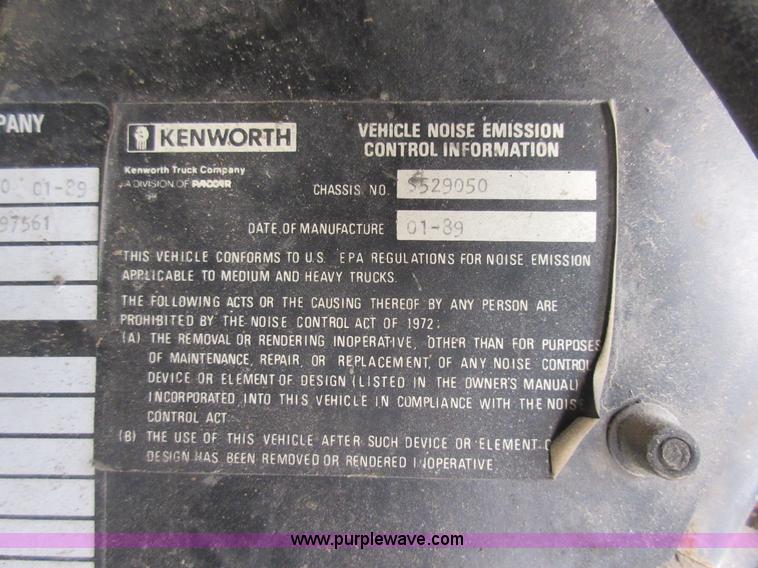 PANY
0 01-89
97561
KENWORTH
Kenworth Truck Company
A DIVISION OF PACCAR
VEHICLE NOISE EMISSION
CONTROL INFORMATION
CHASSIS NO. S529050
DATE OF MANUFACTURE 01-89
THIS VEHICLE CONFORMS TO U.S. EPA REGULATIONS FOR NOISE EMISSION
APPLICABLE TO MEDIUM AND HEAVY TRUCKS.
THE FOLLOWING ACTS OR THE CAUSING THEREOF BY ANY PERSON ARE
PROHIBITED BY THE NOISE CONTROL ACT OF 1972:
(A) THE REMOVAL OR RENDERING INOPERATIVE, OTHER THAN FOR PURPOSES
OF MAINTENANCE, REPAIR, OR REPLACEMENT, OF ANY NOISE CONTROL
DEVICE OR ELEMENT OF DESIGN (LISTED IN THE OWNER'S MANUAL)
INCORPORATED INTO THIS VEHICLE IN COMPLIANCE WITH THE NOISE
CONTROL ACT.
(B) THE USE OF THIS VEHICLE AFTER SUCH DEVICE OR ELEMENT O
DESIGN HAS BEEN REMOVED OR RENDERED INOPERATIVE.
www.purplewave.com